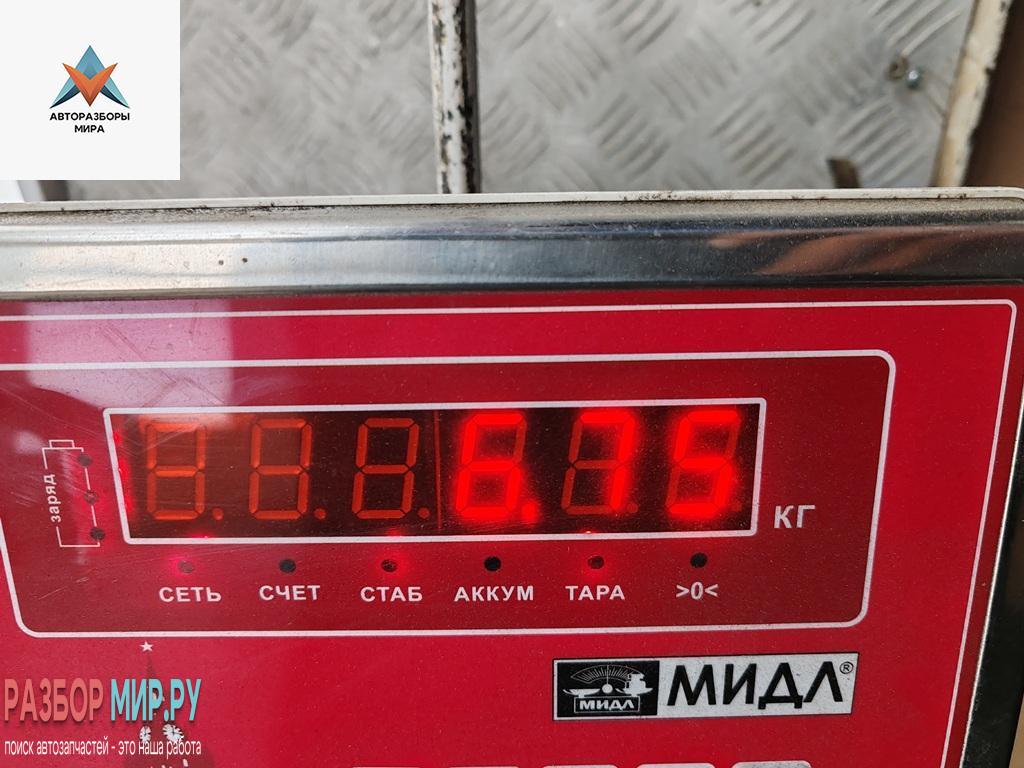 АВТОРАЗБОРЫ
МИРА
заряд
6.75
КГ
СЕТЬ СЧЕТ СТАБ АККУМ ТАРА >0<
МИДЛ МИДЛ®
РАЗБОР МИР.РУ
поиск автозапчастей - это наша работа